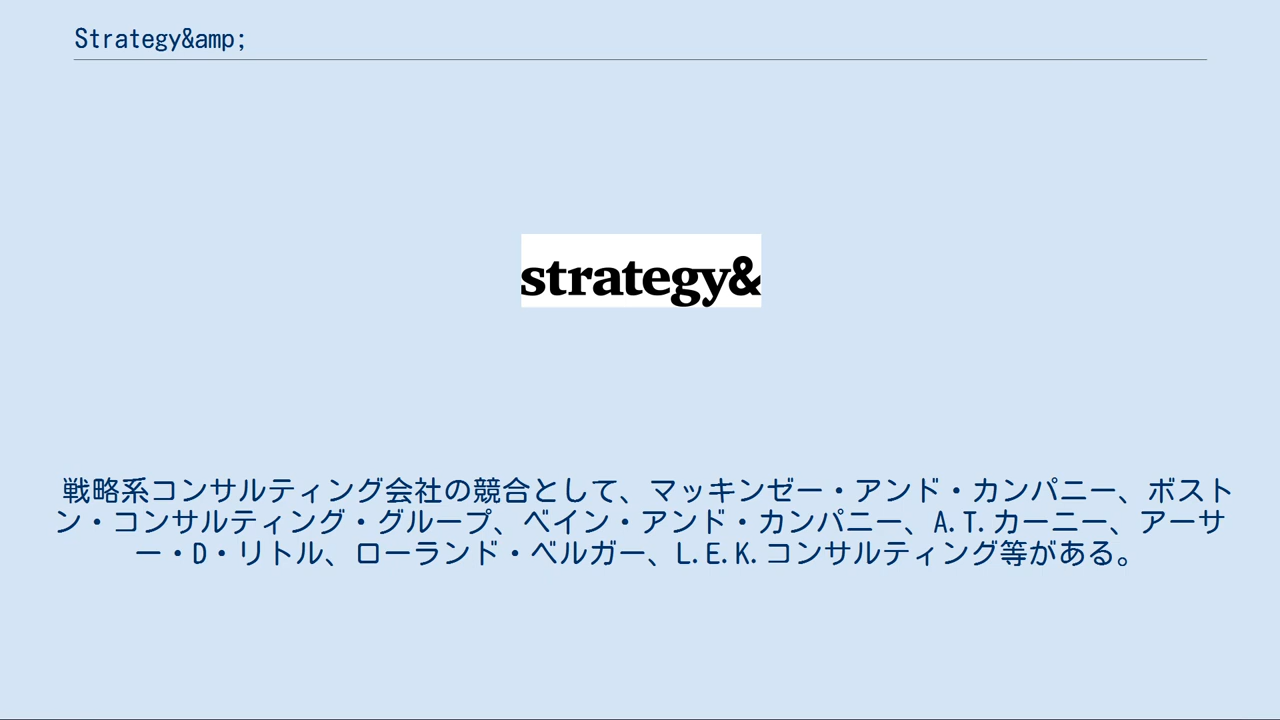 Strategy&amp;
strategy&
戦略系コンサルティング会社の競合として、マッキンゼー・アンド・カンパニー、ボスト
ン・コンサルティング・グループ、ベイン・アンド・カンパニー、A.T.カーニー、アーサ
ー・D・リトル、ローランド・ベルガー、L.E.K.コンサルティング等がある。